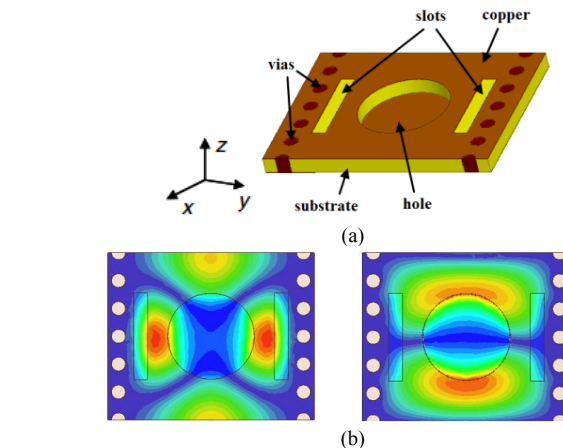 slots
copper
vias
z
x
y
substrate
hole
(a)
(b)